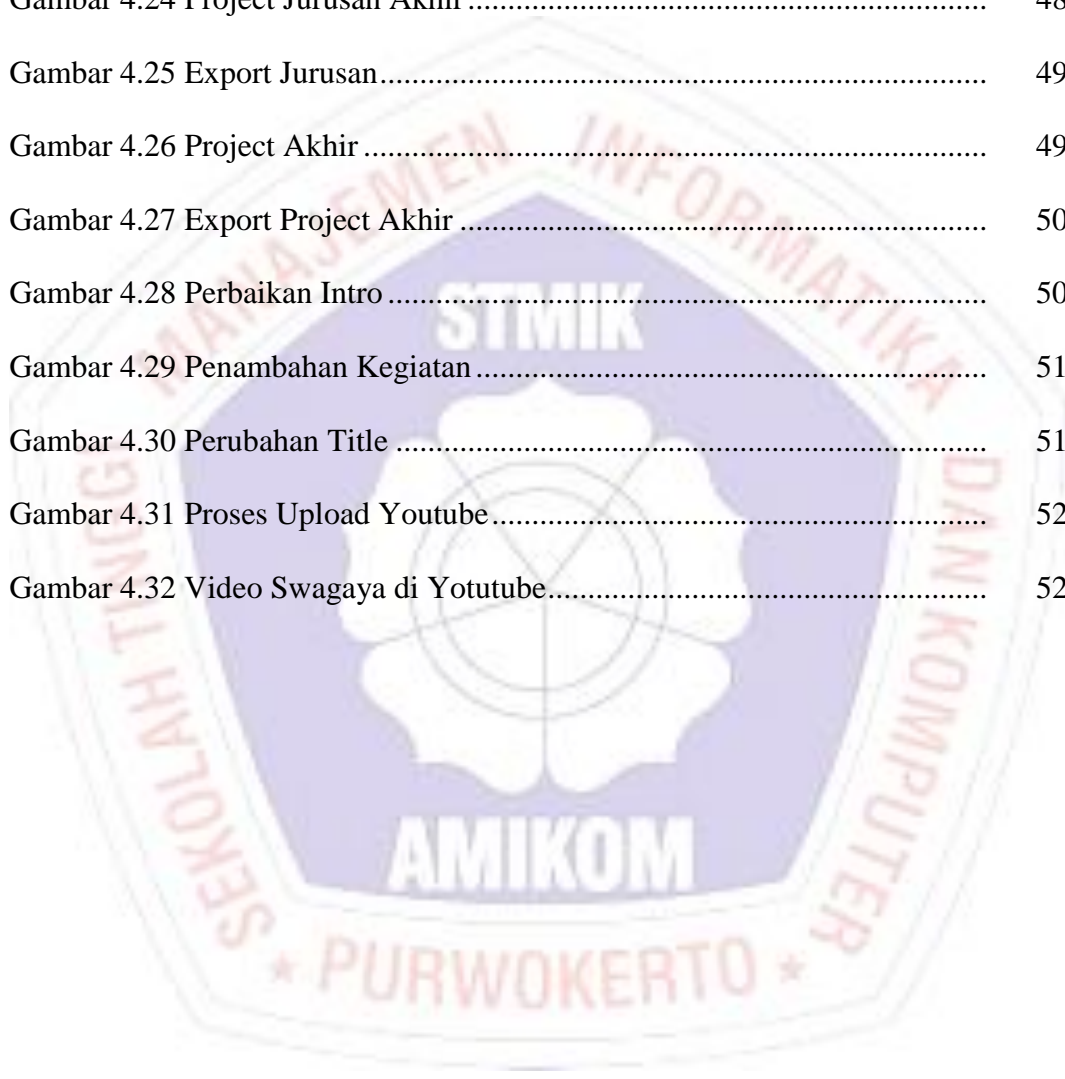 Gambar 4.24 Project Jurusan Akhir ........ 48
Gambar 4.25 Export Jurusan ........ 49
Gambar 4.26 Project Akhir ........ 49
Gambar 4.27 Export Project Akhir ........ 50
Gambar 4.28 Perbaikan Intro ........ 50
Gambar 4.29 Penambahan Kegiatan ........ 51
Gambar 4.30 Perubahan Title ........ 51
Gambar 4.31 Proses Upload Youtube ........ 52
Gambar 4.32 Video Swagaya di Yotutube ........ 52
SEKOLAH TINGGI MANAJEMEN INFORMATIKA DAN KOMPUTER
STMIK
AMIKOM
* PURWOKERTO *